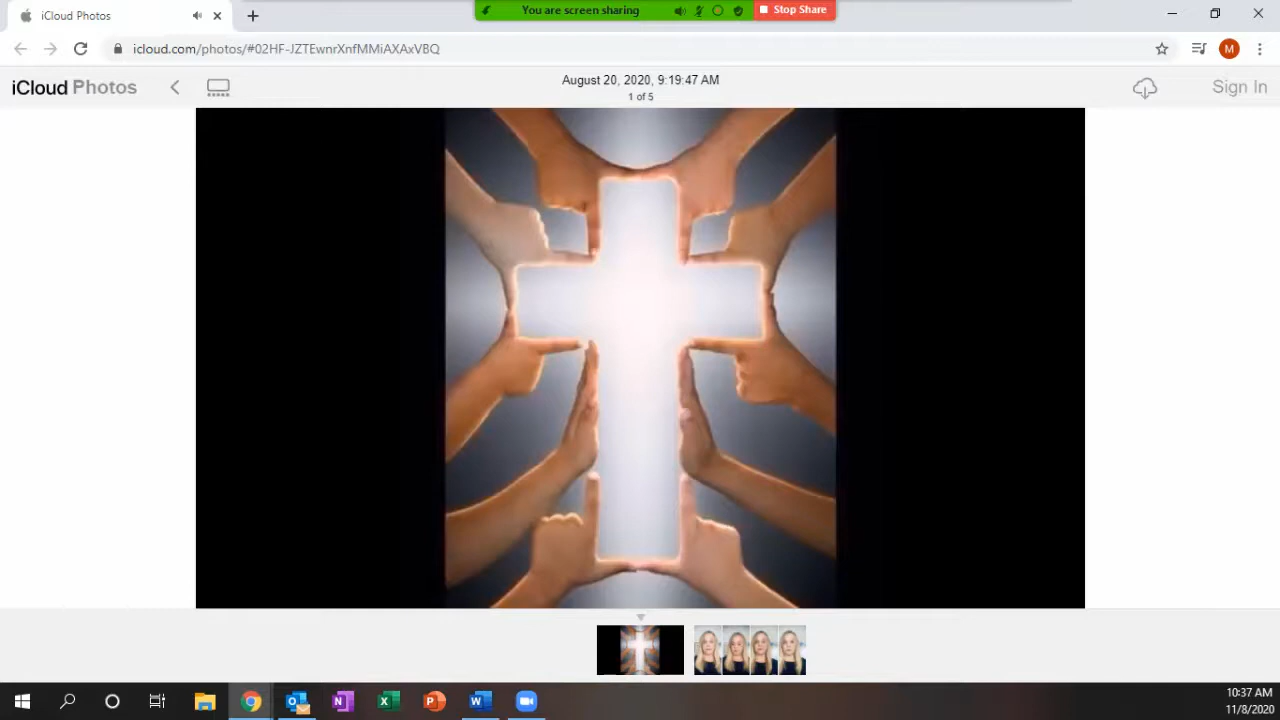 iCloud Photos
You are screen sharing
Stop Share
icloud.com/photos/#02HF-JZTEwnrXnfMMiAXAxVBQ
M
iCloud Photos
August 20, 2020, 9:19:47 AM
1 of 5
Sign In
10:37 AM
11/8/2020